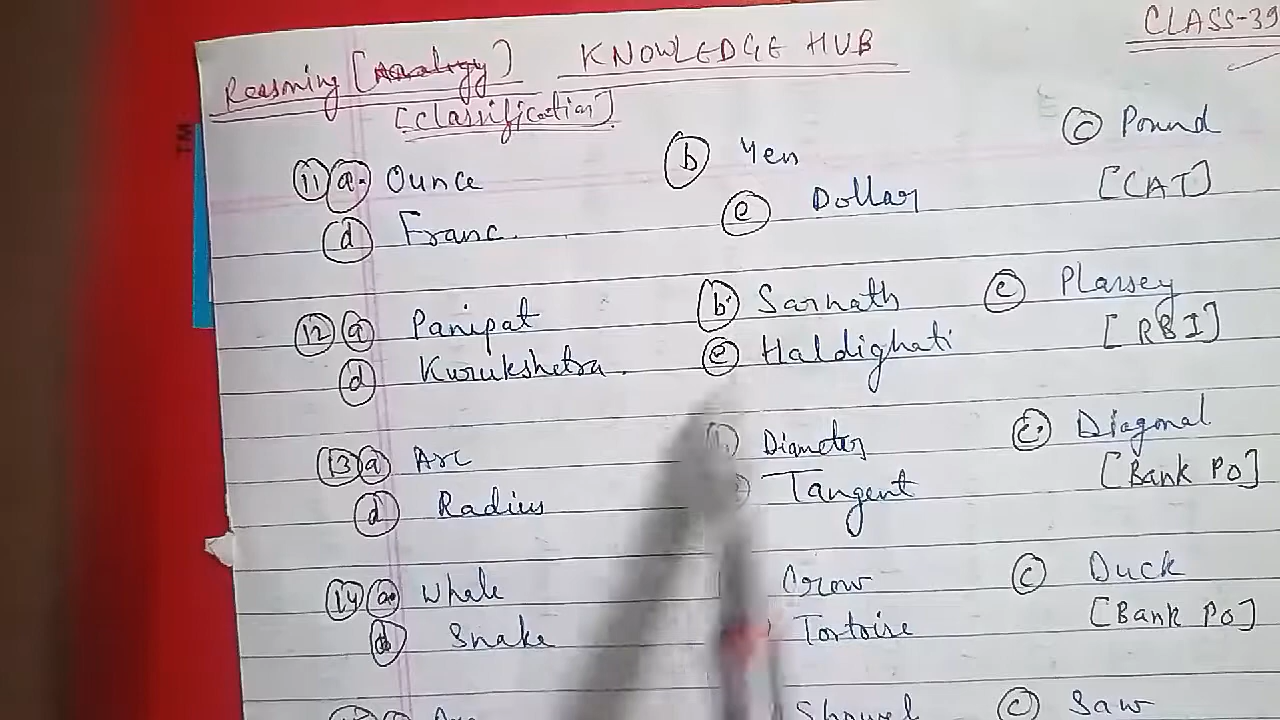 CLASS-39
Reasoning [Analogy] KNOWLEDGE HUB
[Classification]
11 a. Ounce b Yen c Pound
d Franc. e Dollar [CAT]
12 a Panipat b. Sarnath c Plassey
d Kurukshetra. e Haldighati [RBI]
13 a Arc b. Diameter c. Diagonal
d Radius Tangent [Bank PO]
14 a. Whale Crow c Duck
d Snake Tortoise [Bank PO]
Shovel c Saw